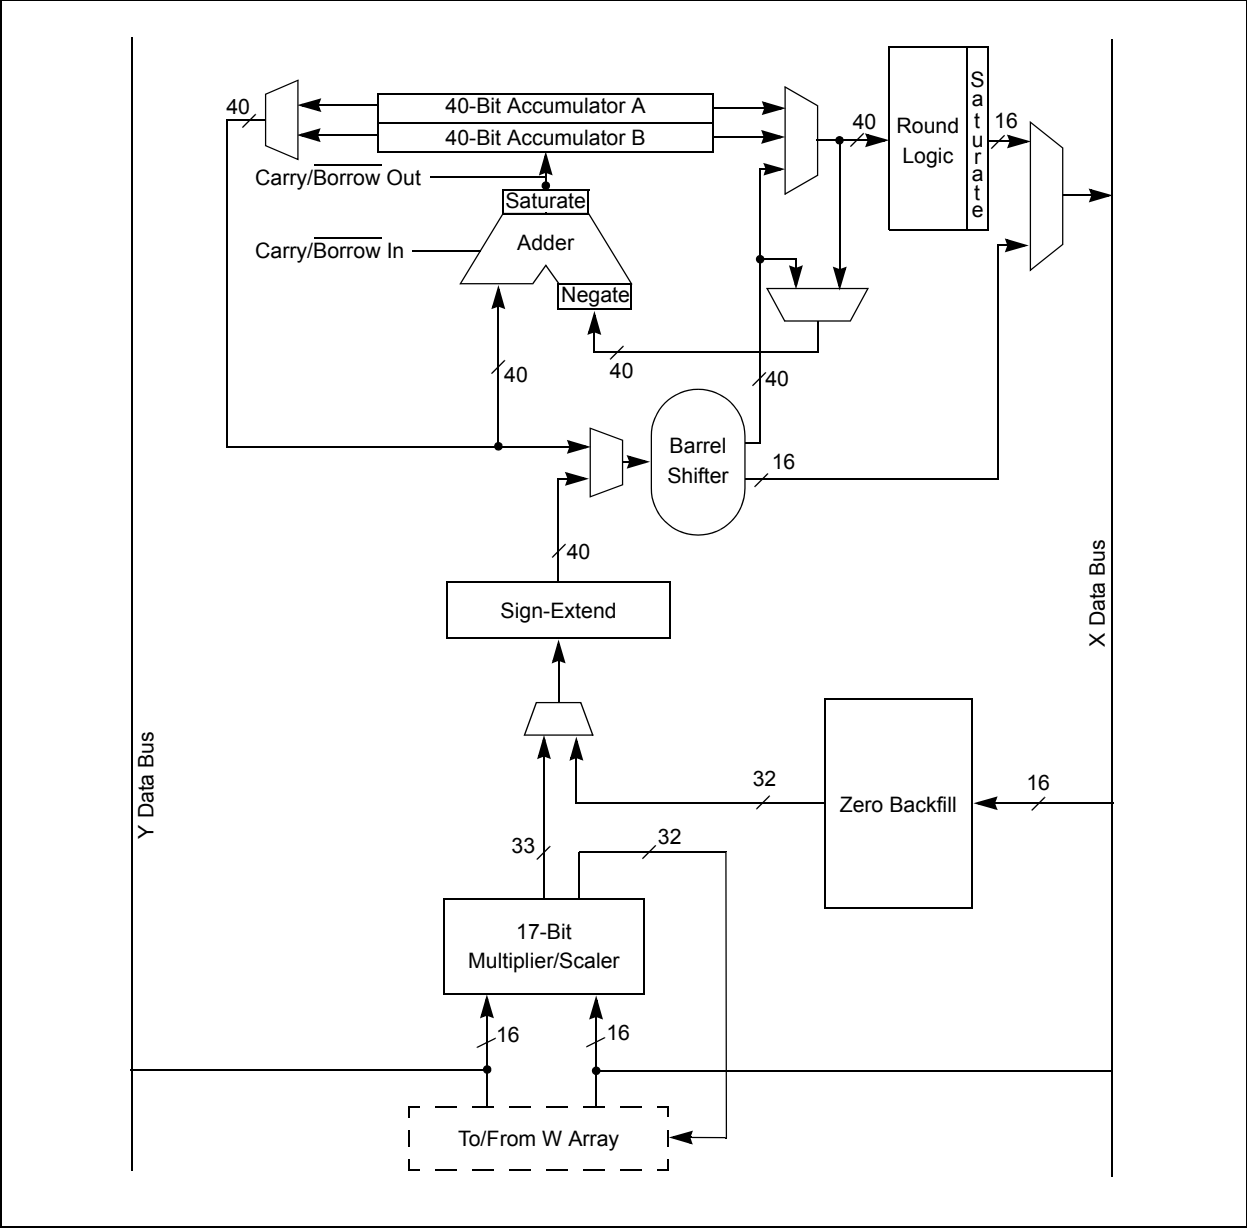 40
40-Bit Accumulator A
40-Bit Accumulator B
Carry/Borrow Out
Saturate
Carry/Borrow In
Adder
Negate
40
Round
Logic
Saturate
16
40
40
40
Barrel
Shifter
16
40
Sign-Extend
X Data Bus
Y Data Bus
32
Zero Backfill
16
33
32
17-Bit
Multiplier/Scaler
16
16
To/From W Array